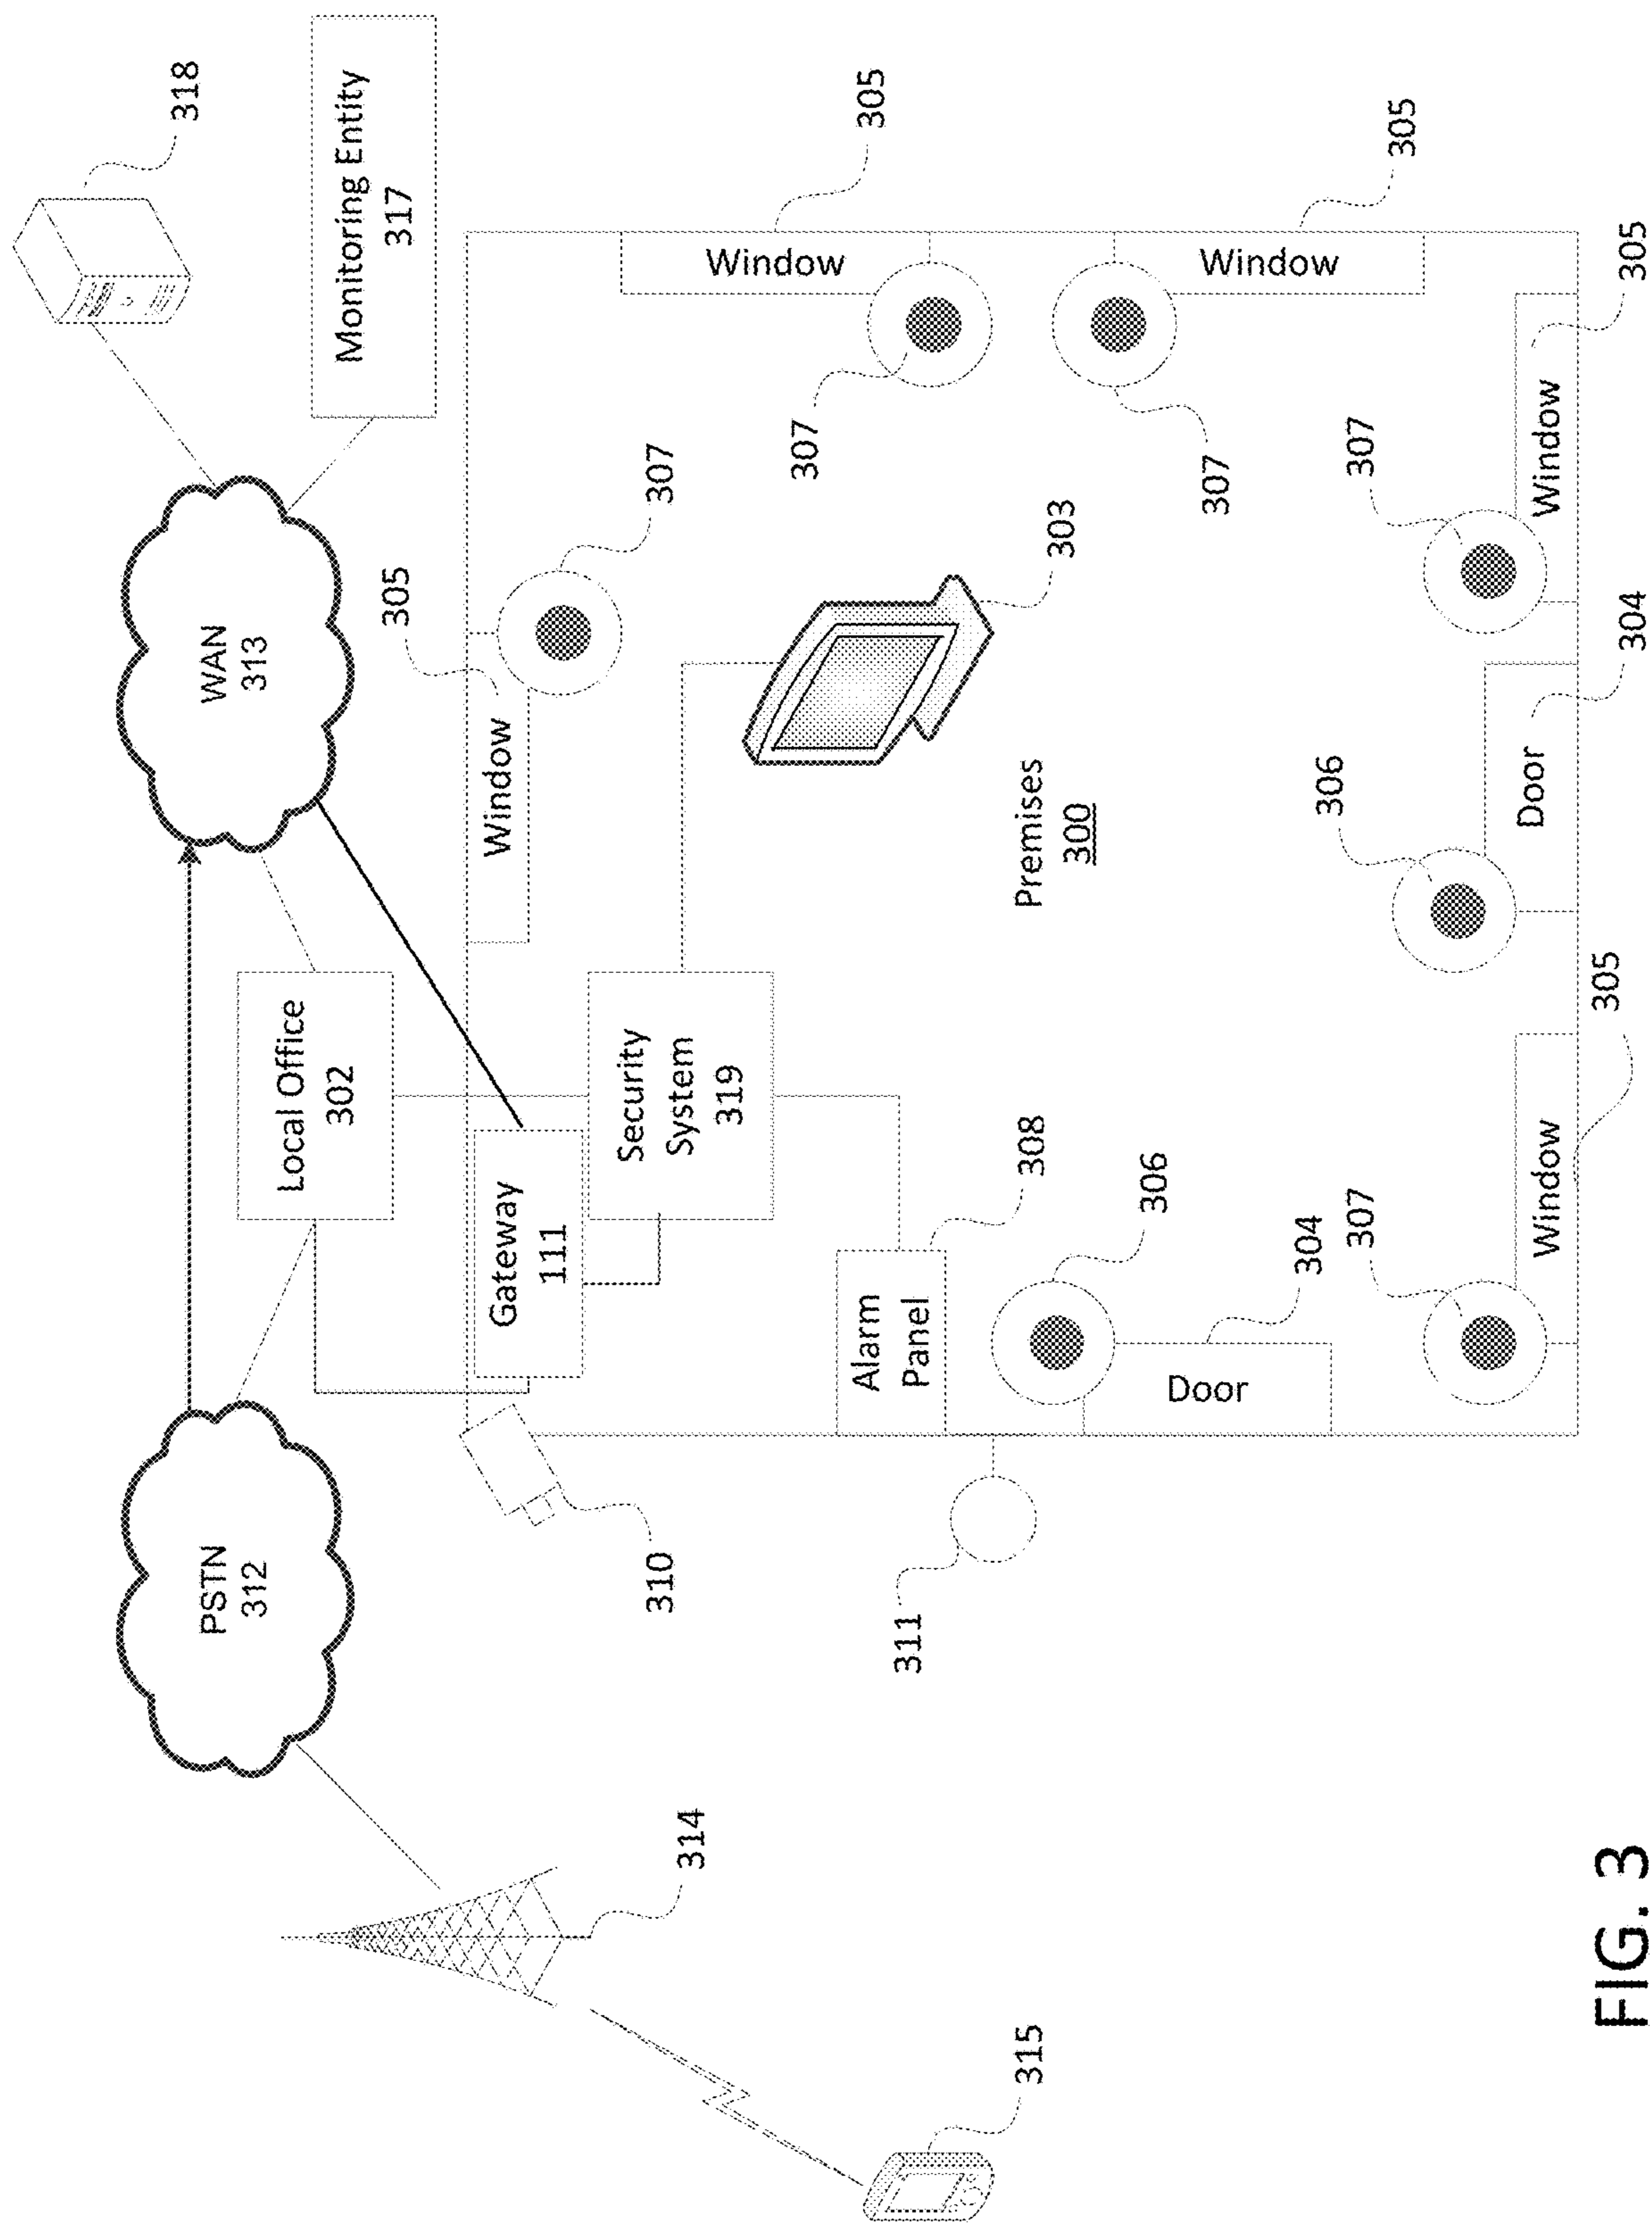 318
PSTN
312
WAN
313
Local Office
302
Monitoring Entity
317
305
Window
Gateway
111
310
Security
System
319
307
314
Window
307
305
Alarm
Panel
311
315
308
Premises
300
303
306
307
Door
Window
304
306
307
307
305
Window
Door
Window
305
304
305
FIG. 3